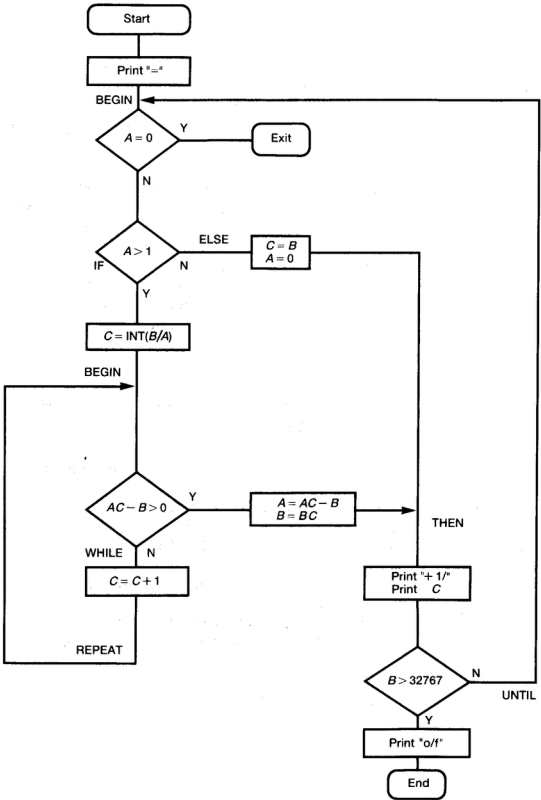 Start
Print "="
BEGIN
A = 0
Y
Exit
N
A > 1
IF
N
ELSE
C = B
A = 0
Y
C = INT(B/A)
BEGIN
AC – B > 0
Y
A = AC – B
B = BC
THEN
WHILE
N
C = C + 1
Print "+ 1/"
Print C
REPEAT
B > 32767
N
UNTIL
Y
Print "o/f"
End